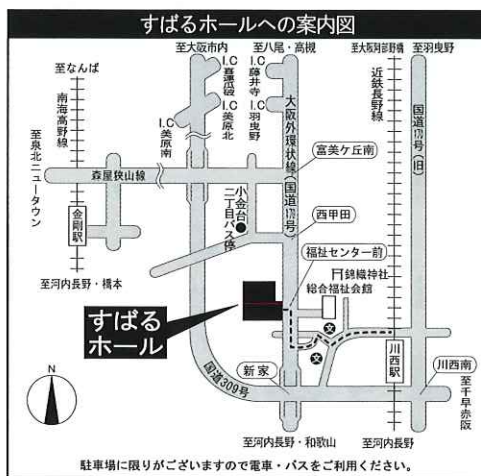 すばるホールへの案内図
至なんば
至大阪市内
至八尾・高槻
至大阪阿部野橋
至羽曳野
南海高野線
I.C 喜連瓜破
I.C 美原北
I.C 美原南
I.C 藤井寺
I.C 羽曳野
大阪外環状線(国道170号)
近鉄長野線
国道170号(旧)
至泉北ニュータウン
森屋狭山線
富美ケ丘南
金剛駅
小金台二丁目バス停
西甲田
至河内長野・橋本
福祉センター前
錦織神社
総合福祉会館
すばる
ホール
文
文
川西駅
国道309号
新家
川西南
至千早赤阪
N
至河内長野・和歌山
至河内長野
駐車場に限りがございますので電車・バスをご利用ください。